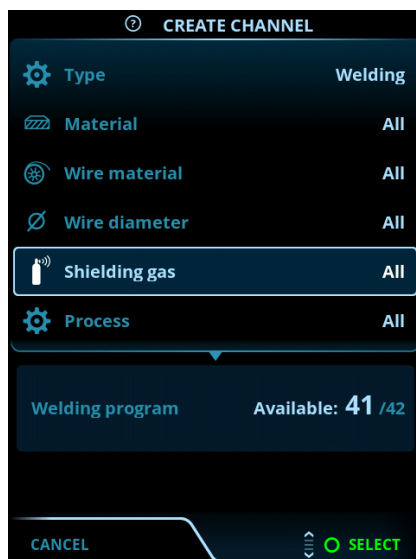 ? CREATE CHANNEL
Type Welding
Material All
Wire material All
Wire diameter All
Shielding gas All
Process All
Welding program Available: 41 /42
CANCEL SELECT